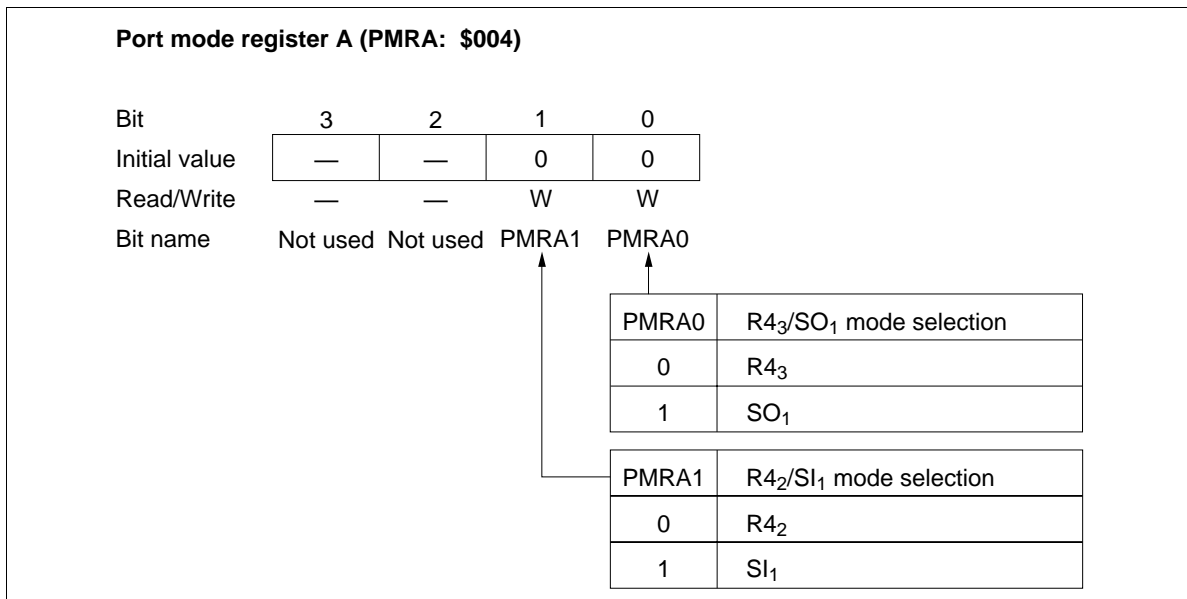 Port mode register A (PMRA: $004)
Bit 3 2 1 0
Initial value — — 0 0
Read/Write — — W W
Bit name Not used Not used PMRA1 PMRA0
PMRA0 R4₃/SO₁ mode selection
0 R4₃
1 SO₁
PMRA1 R4₂/SI₁ mode selection
0 R4₂
1 SI₁